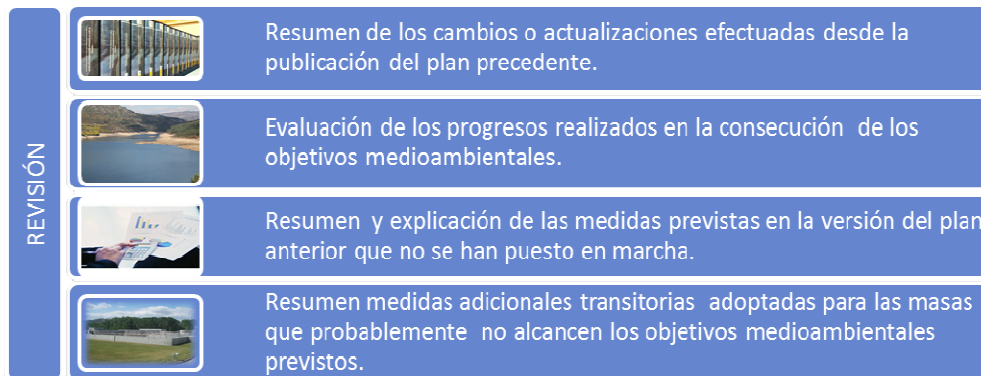 REVISIÓN
Resumen de los cambios o actualizaciones efectuadas desde la
publicación del plan precedente.
Evaluación de los progresos realizados en la consecución de los
objetivos medioambientales.
Resumen y explicación de las medidas previstas en la versión del plan
anterior que no se han puesto en marcha.
Resumen medidas adicionales transitorias adoptadas para las masas
que probablemente no alcancen los objetivos medioambientales
previstos.